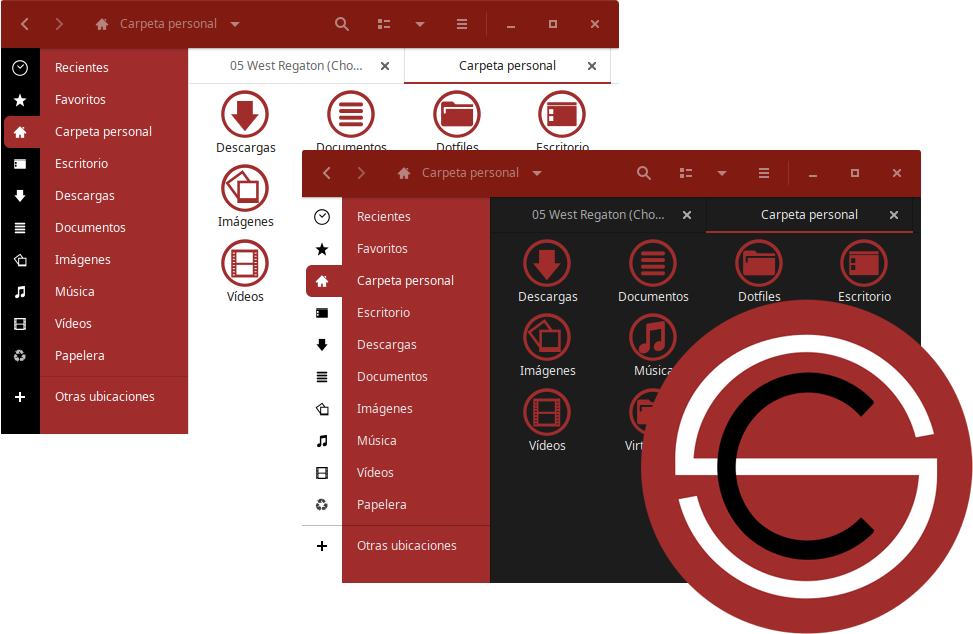 Carpeta personal
05 West Regaton (Cho...
Carpeta personal
Recientes
Favoritos
Carpeta personal
Escritorio
Descargas
Documentos
Imágenes
Música
Vídeos
Papelera
Otras ubicaciones
Descargas
Documentos
Dotfiles
Escritorio
Imágenes
Vídeos
Carpeta personal
05 West Regaton (Cho...
Carpeta personal
Recientes
Favoritos
Carpeta personal
Escritorio
Descargas
Documentos
Imágenes
Música
Vídeos
Papelera
Otras ubicaciones
Descargas
Documentos
Dotfiles
Escritorio
Imágenes
Música
Vídeos